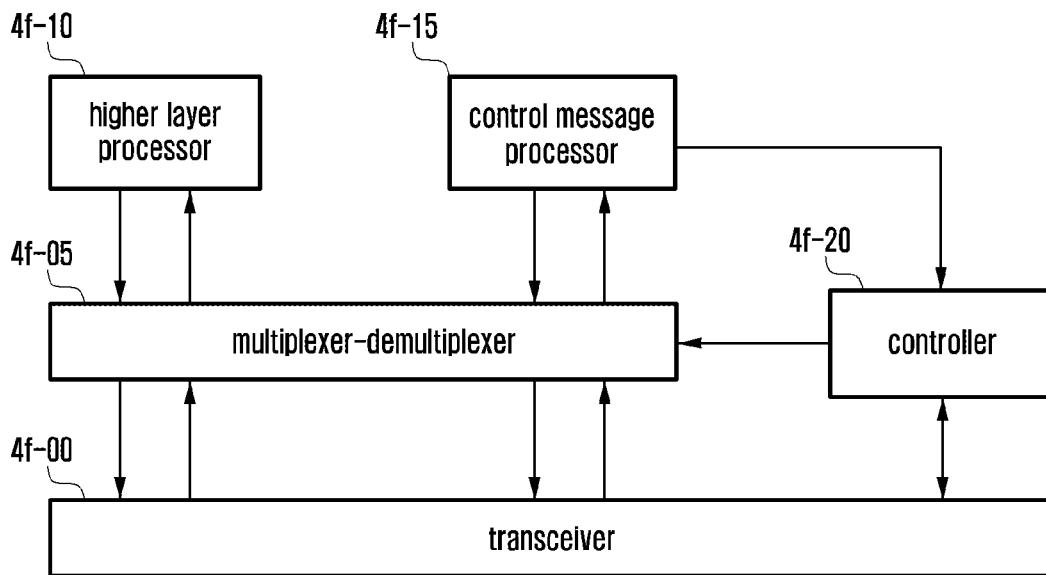 4f-10
4f-15
higher layer
processor
control message
processor
4f-05
4f-20
multiplexer-demultiplexer
controller
4f-00
transceiver